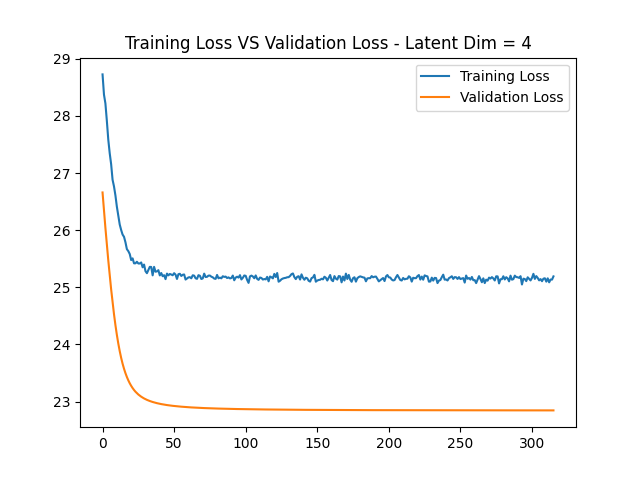 Training Loss VS Validation Loss - Latent Dim = 4
29
28
27
26
25
24
23
0 50 100 150 200 250 300
Training Loss
Validation Loss